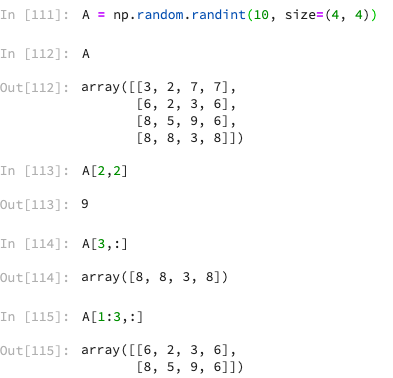 In [111]: A = np.random.randint(10, size=(4, 4))
In [112]: A
Out[112]: array([[3, 2, 7, 7],
[6, 2, 3, 6],
[8, 5, 9, 6],
[8, 8, 3, 8]])
In [113]: A[2,2]
Out[113]: 9
In [114]: A[3,:]
Out[114]: array([8, 8, 3, 8])
In [115]: A[1:3,:]
Out[115]: array([[6, 2, 3, 6],
[8, 5, 9, 6]])